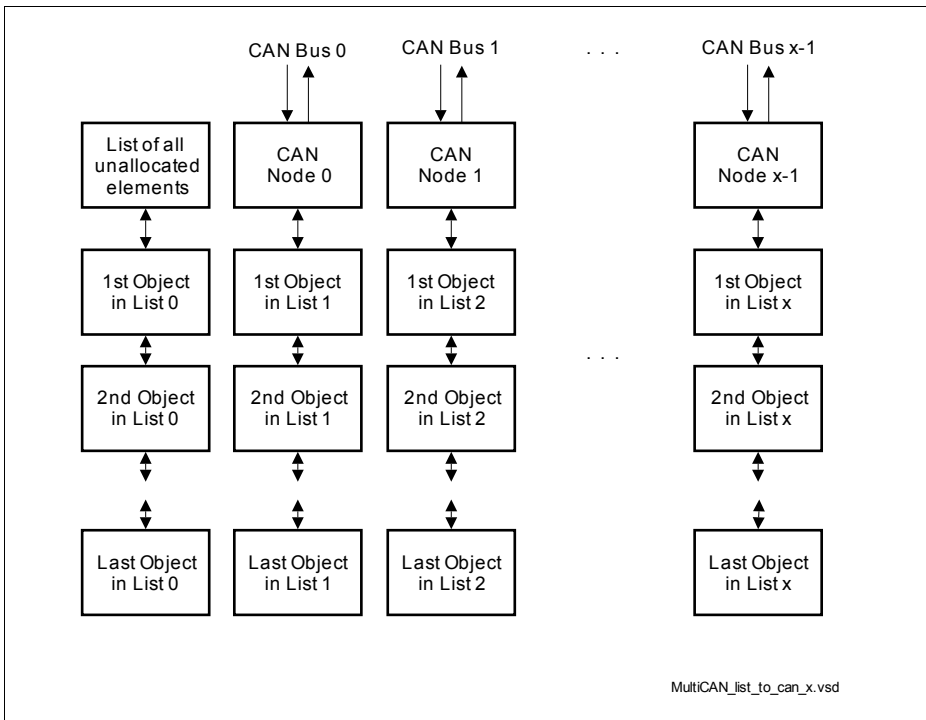 CAN Bus 0
CAN Bus 1
. . .
CAN Bus x-1
List of all
unallocated
elements
CAN
Node 0
CAN
Node 1
CAN
Node x-1
1st Object
in List 0
1st Object
in List 1
1st Object
in List 2
1st Object
in List x
. . .
2nd Object
in List 0
2nd Object
in List 1
2nd Object
in List 2
2nd Object
in List x
Last Object
in List 0
Last Object
in List 1
Last Object
in List 2
Last Object
in List x
MultiCAN_list_to_can_x.vsd